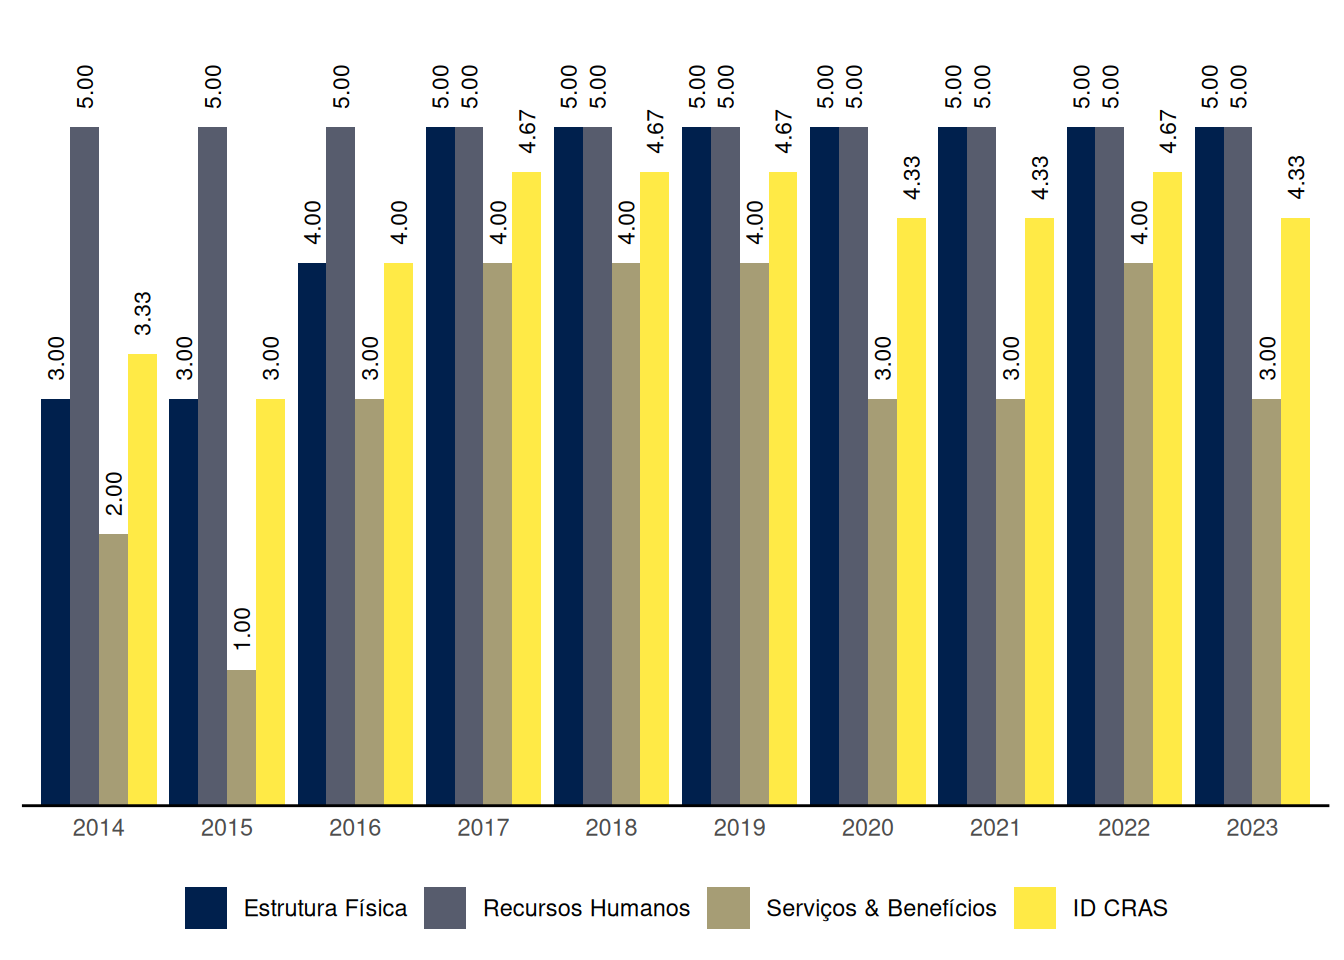 3.00 5.00 2.00 3.33 3.00 5.00 1.00 3.00 4.00 5.00 3.00 4.00 5.00 5.00 4.00 4.67 5.00 5.00 4.00 4.67 5.00 5.00 4.00 4.67 5.00 5.00 3.00 4.33 5.00 5.00 3.00 4.33 5.00 5.00 4.00 4.67 5.00 5.00 3.00 4.33
2014 2015 2016 2017 2018 2019 2020 2021 2022 2023
Estrutura Física Recursos Humanos Serviços & Benefícios ID CRAS